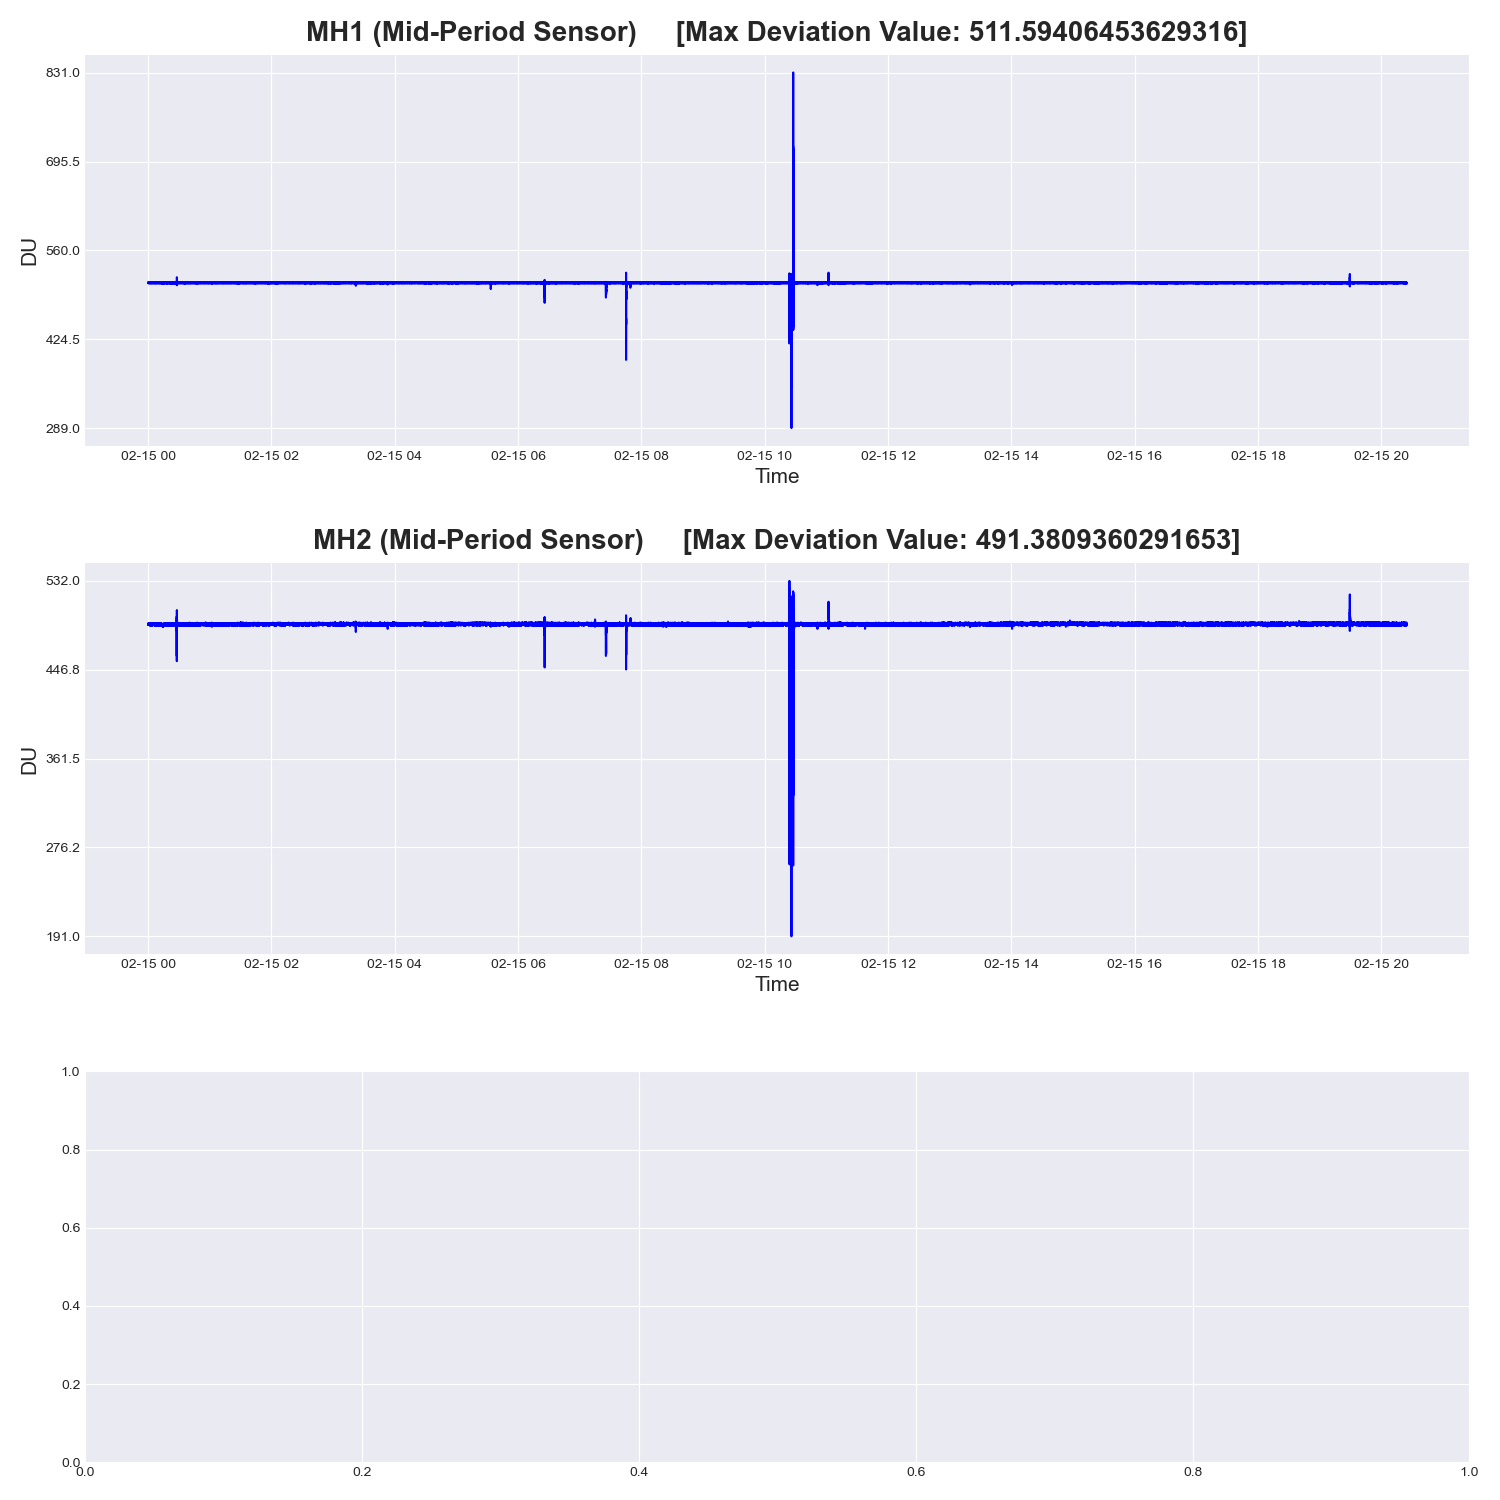 MH1 (Mid-Period Sensor) [Max Deviation Value: 511.59406453629316]
831.0
695.5
560.0
424.5
289.0
DU
02-15 00 02-15 02 02-15 04 02-15 06 02-15 08 02-15 10 02-15 12 02-15 14 02-15 16 02-15 18 02-15 20
Time
MH2 (Mid-Period Sensor) [Max Deviation Value: 491.3809360291653]
532.0
446.8
361.5
276.2
191.0
DU
02-15 00 02-15 02 02-15 04 02-15 06 02-15 08 02-15 10 02-15 12 02-15 14 02-15 16 02-15 18 02-15 20
Time
1.0
0.8
0.6
0.4
0.2
0.0
0.0 0.2 0.4 0.6 0.8 1.0